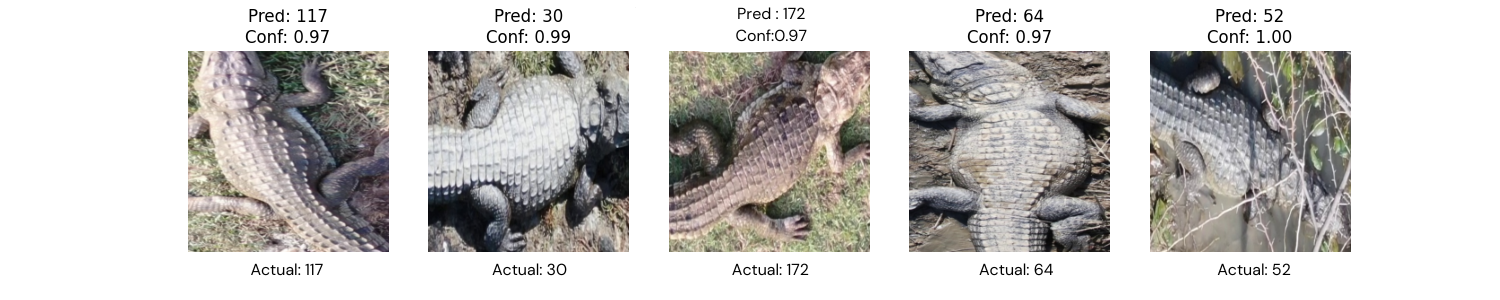 Pred: 117
Conf: 0.97
Pred: 30
Conf: 0.99
Pred : 172
Conf:0.97
Pred: 64
Conf: 0.97
Pred: 52
Conf: 1.00
Actual: 117
Actual: 30
Actual: 172
Actual: 64
Actual: 52